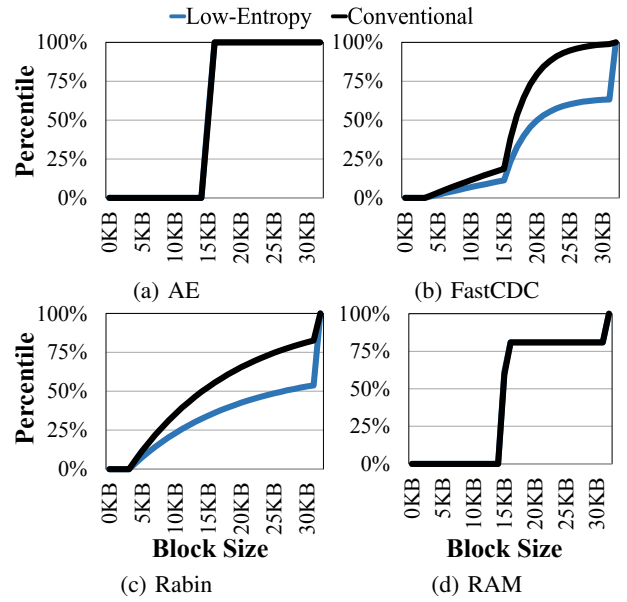 Low-Entropy Conventional
100%
75%
50%
25%
0%
Percentile
0KB
5KB
10KB
15KB
20KB
25KB
30KB
(a) AE
100%
75%
50%
25%
0%
0KB
5KB
10KB
15KB
20KB
25KB
30KB
(b) FastCDC
100%
75%
50%
25%
0%
Percentile
0KB
5KB
10KB
15KB
20KB
25KB
30KB
Block Size
(c) Rabin
100%
75%
50%
25%
0%
0KB
5KB
10KB
15KB
20KB
25KB
30KB
Block Size
(d) RAM